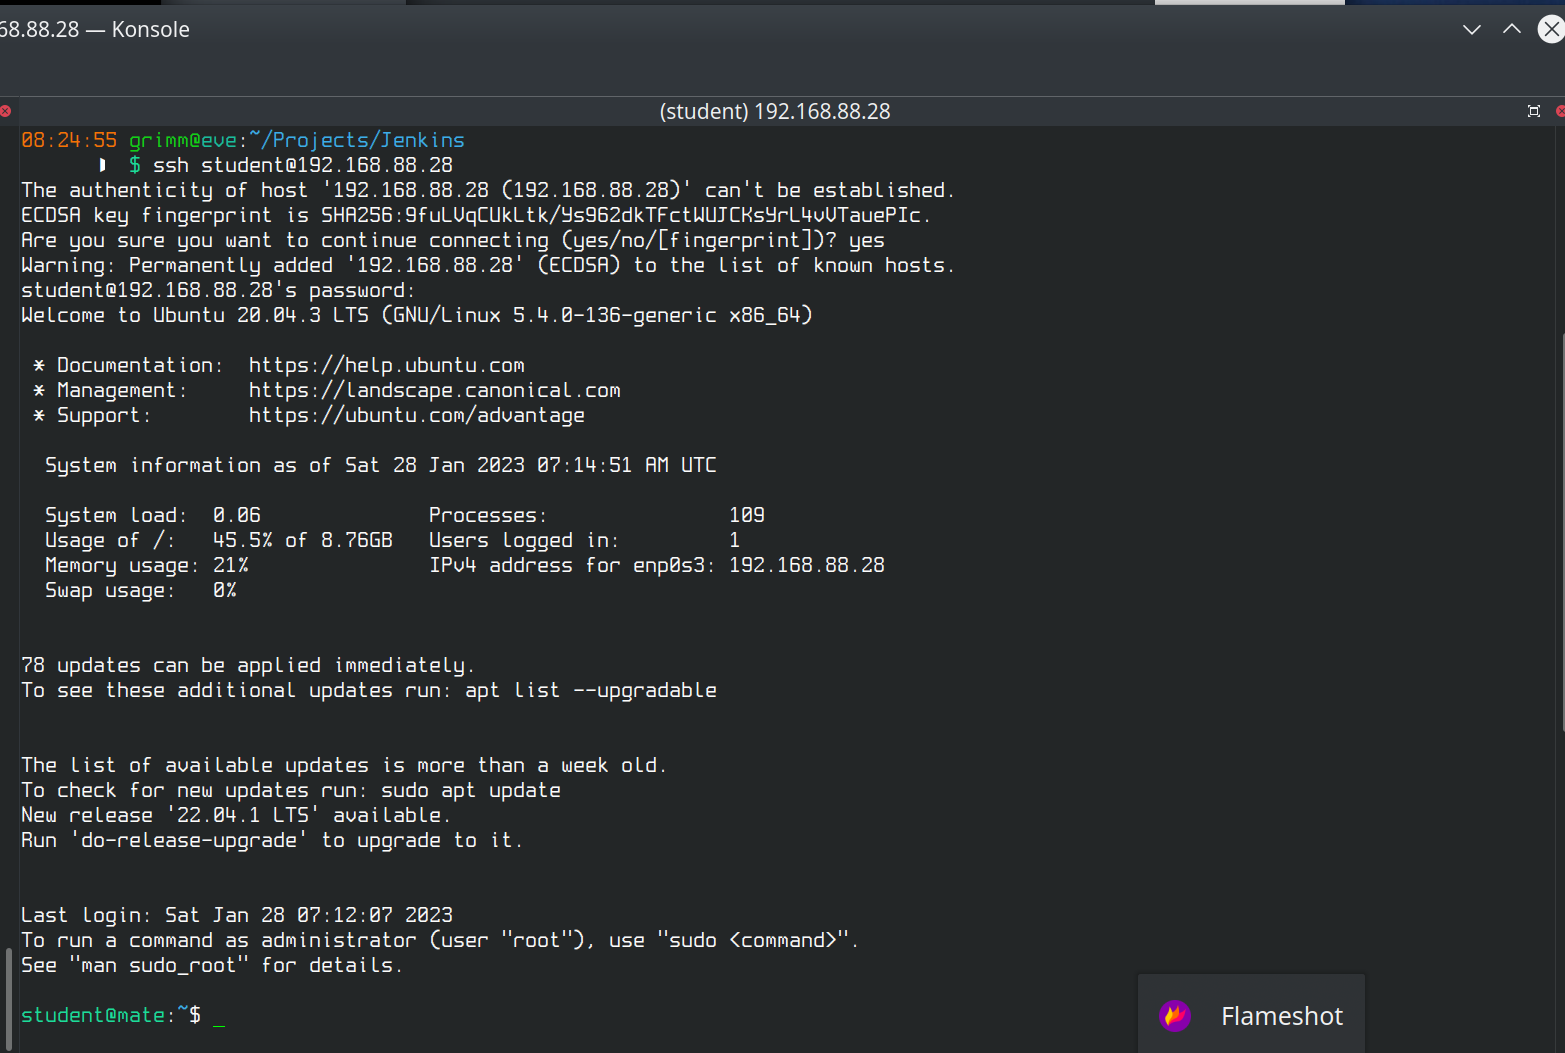 68.88.28 — Konsole
(student) 192.168.88.28
08:24:55 grimm@eve:~/Projects/Jenkins
$ ssh student@192.168.88.28
The authenticity of host '192.168.88.28 (192.168.88.28)' can't be established.
ECDSA key fingerprint is SHA256:9fuLVqCUkLtk/Ys962dkTFctWUJCKsYrL4vVTauePIc.
Are you sure you want to continue connecting (yes/no/[fingerprint])? yes
Warning: Permanently added '192.168.88.28' (ECDSA) to the list of known hosts.
student@192.168.88.28's password:
Welcome to Ubuntu 20.04.3 LTS (GNU/Linux 5.4.0-136-generic x86_64)
* Documentation:  https://help.ubuntu.com
* Management:     https://landscape.canonical.com
* Support:        https://ubuntu.com/advantage
System information as of Sat 28 Jan 2023 07:14:51 AM UTC
System load:  0.06              Processes:               109
Usage of /:   45.5% of 8.76GB   Users logged in:         1
Memory usage: 21%               IPv4 address for enp0s3: 192.168.88.28
Swap usage:   0%
78 updates can be applied immediately.
To see these additional updates run: apt list --upgradable
The list of available updates is more than a week old.
To check for new updates run: sudo apt update
New release '22.04.1 LTS' available.
Run 'do-release-upgrade' to upgrade to it.
Last login: Sat Jan 28 07:12:07 2023
To run a command as administrator (user "root"), use "sudo <command>".
See "man sudo_root" for details.
student@mate:~$ _
Flameshot